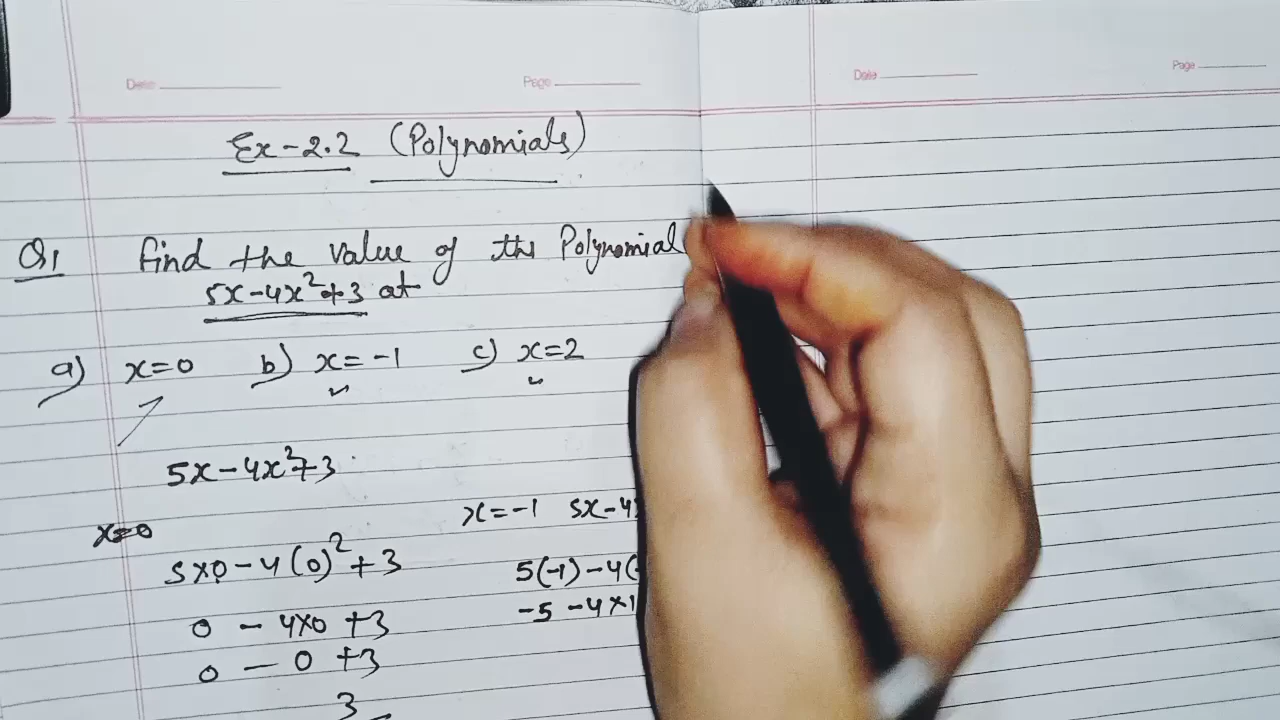 Date
Page
Date
Page
Ex-2.2 (Polynomials)
Q1 find the value of the Polynomial
5x-4x²+3 at
a) x=0 b) x=-1 c) x=2
5x-4x²+3
x=0
x=-1 5x-4
5x0-4(0)²+3
5(-1)-4(
0 - 4x0 +3
-5 -4x1
0 - 0 +3
3